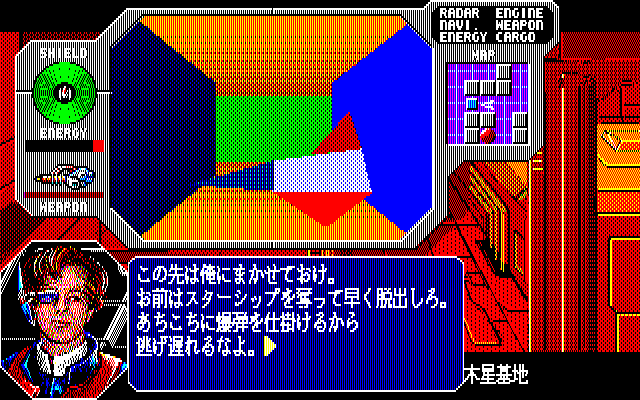 RADAR ENGINE
NAVI WEAPON
ENERGY CARGO
SHIELD
MAP
ENERGY
WEAPON
この先は俺にまかせておけ。
お前はスターシップを奪って早く脱出しろ。
あちこちに爆弾を仕掛けるから
逃げ遅れるなよ。
木星基地